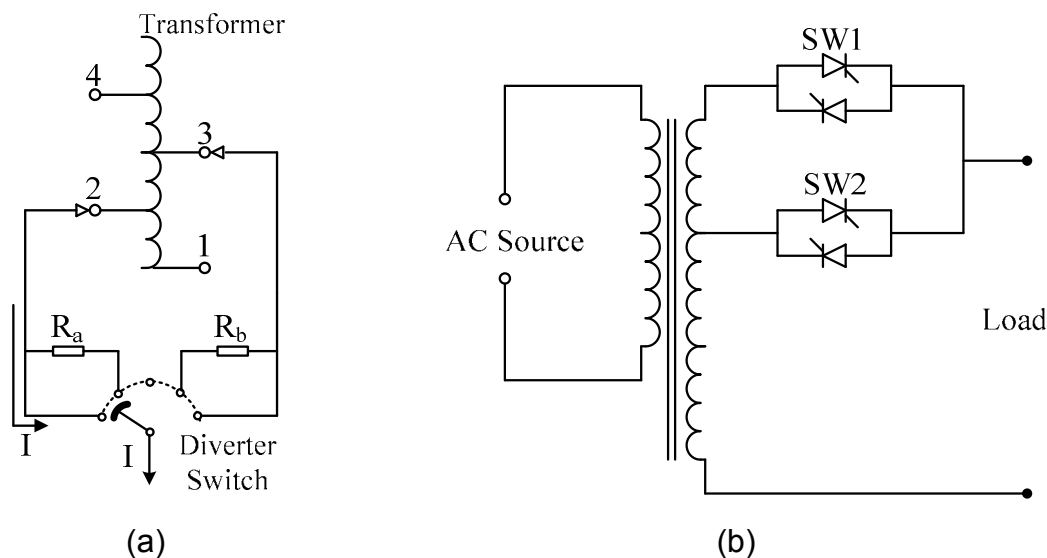 Transformer
4
3
2
1
Ra
Rb
I
I
Diverter
Switch
(a)
SW1
SW2
AC Source
Load
(b)